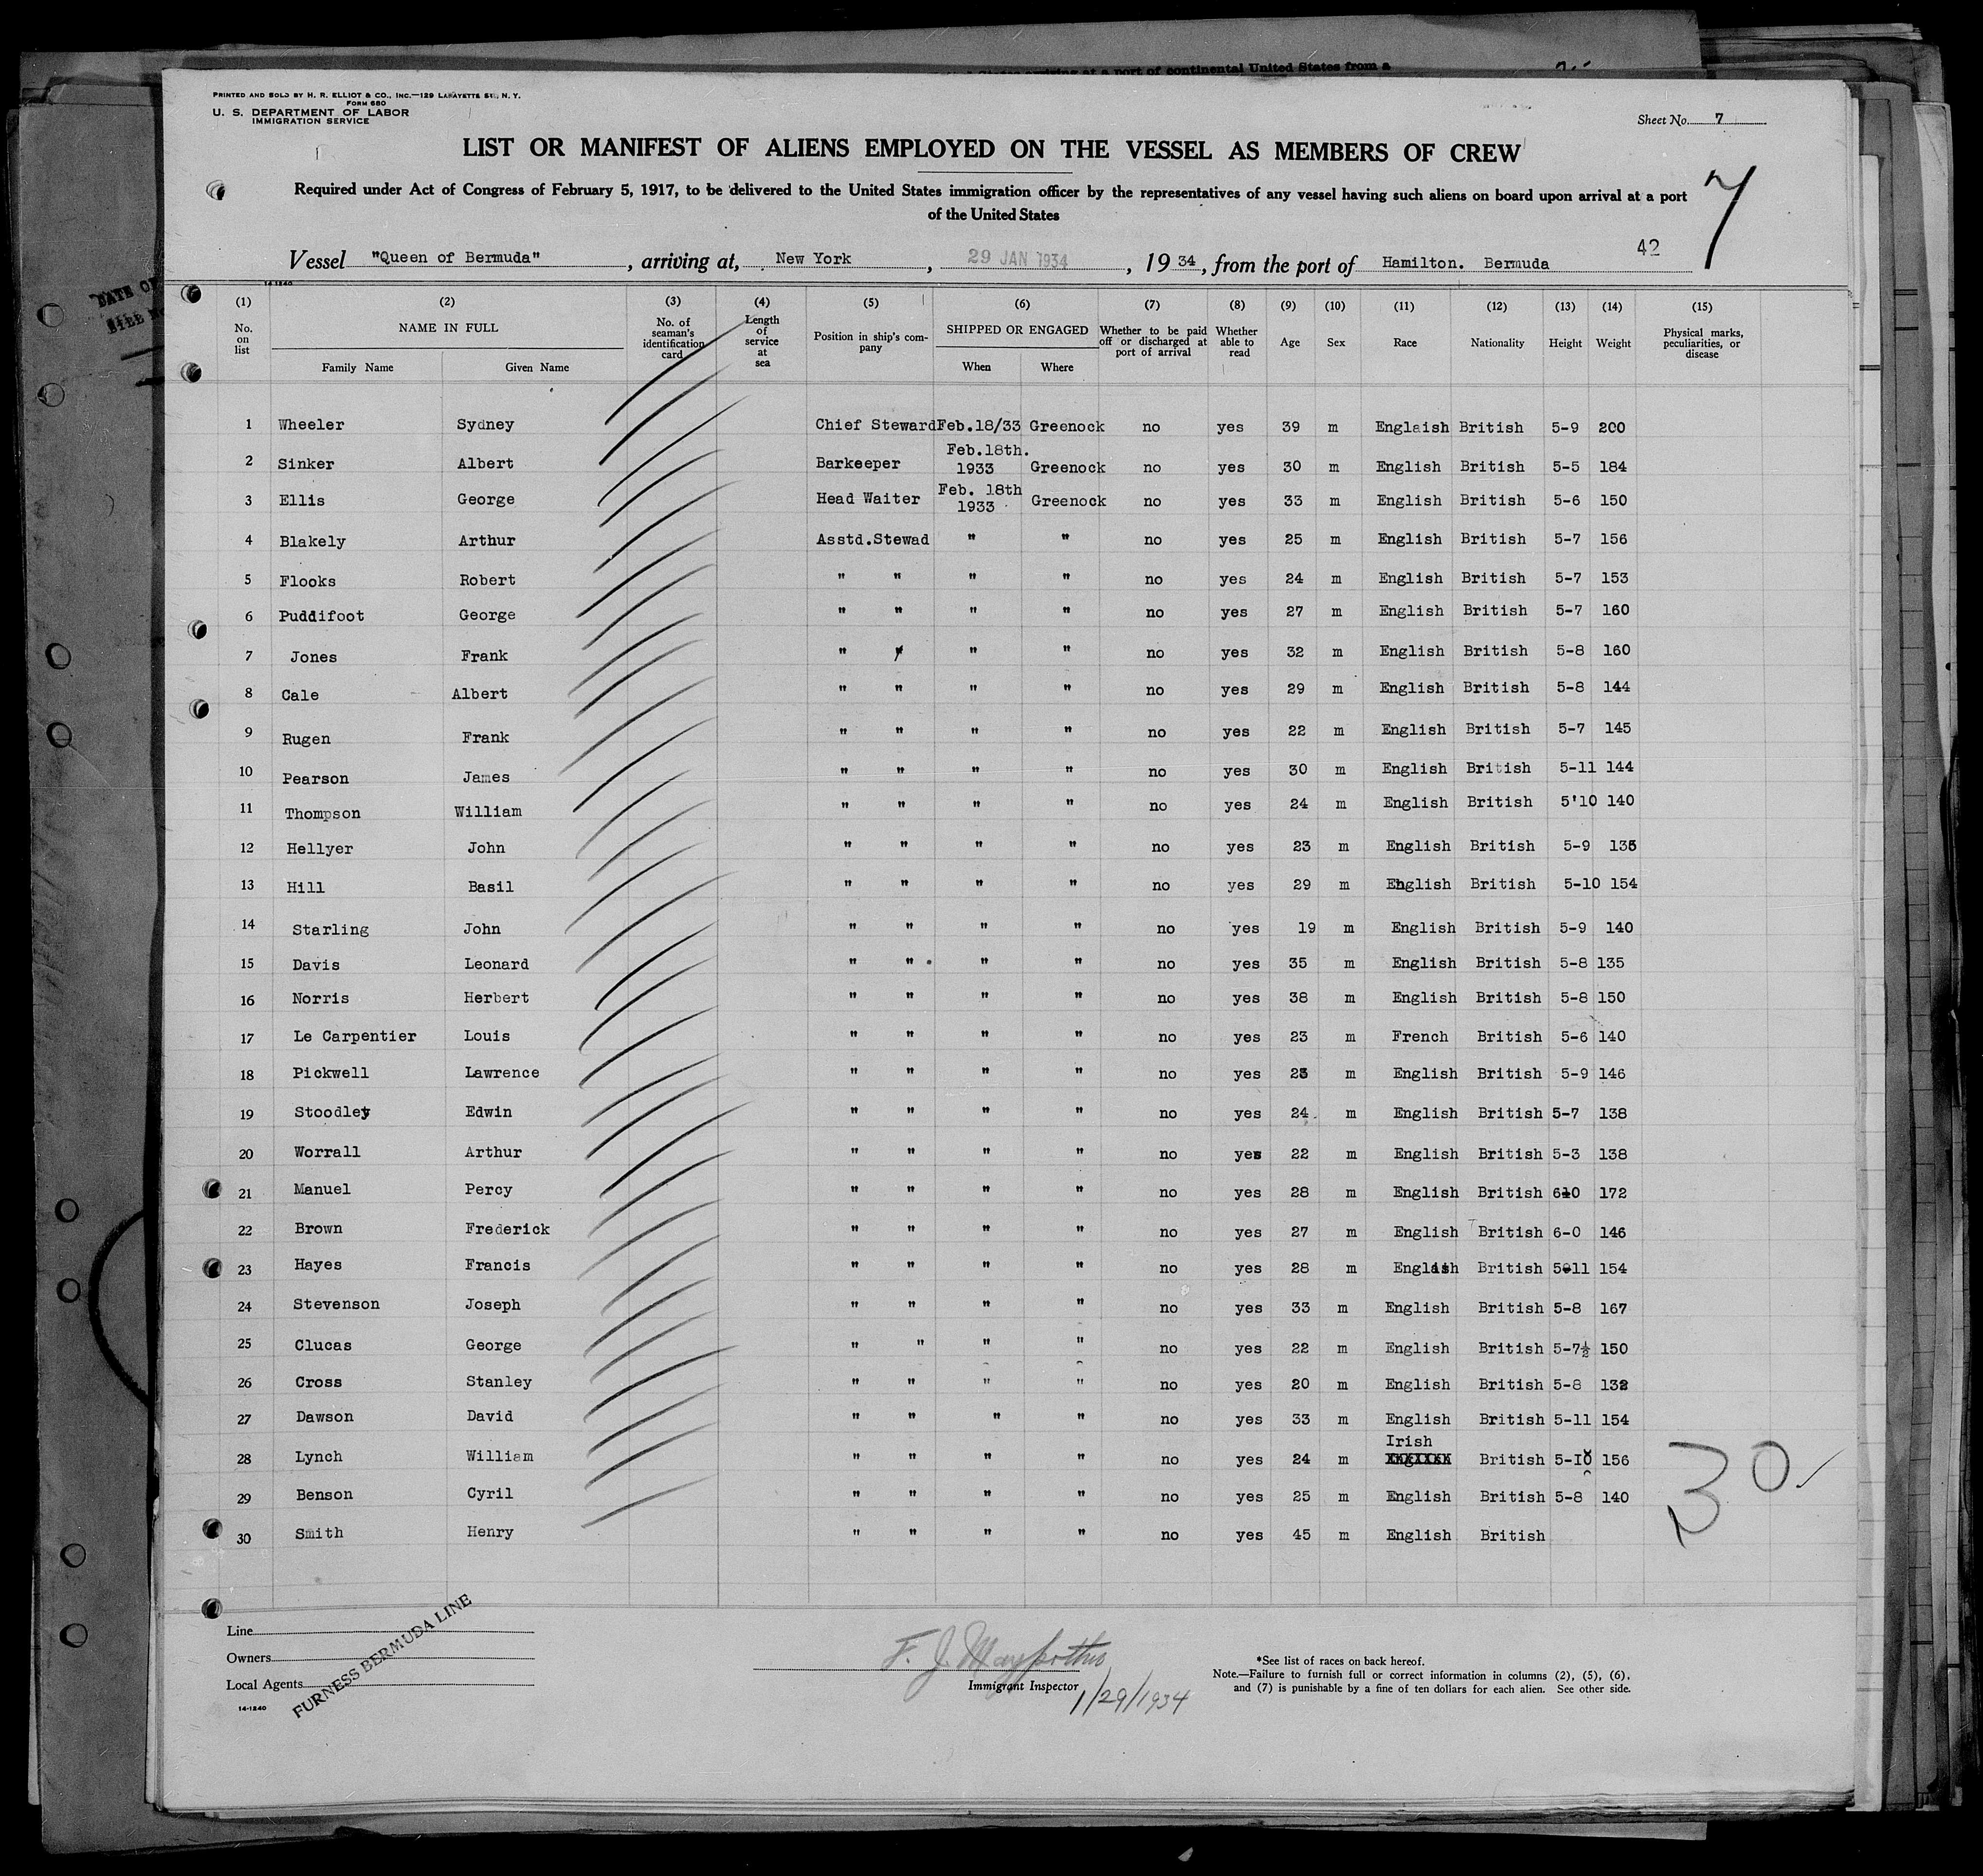 States arriving at a port of continental United States from a
PRINTED AND SOLD BY H. R. ELLIOT & CO., INC.—129 LAFAYETTE ST., N. Y.
FORM 680
U. S. DEPARTMENT OF LABOR
IMMIGRATION SERVICE
Sheet No. 7
LIST OR MANIFEST OF ALIENS EMPLOYED ON THE VESSEL AS MEMBERS OF CREW
7
Required under Act of Congress of February 5, 1917, to be delivered to the United States immigration officer by the representatives of any vessel having such aliens on board upon arrival at a port
of the United States
42
Vessel "Queen of Bermuda", arriving at, New York, 29 JAN 1934, 19 34, from the port of Hamilton. Bermuda
14-1240
(1) (2) (3) (4) (5) (6) (7) (8) (9) (10) (11) (12) (13) (14) (15)
No. on list NAME IN FULL Family Name Given Name No. of seaman's identification card Length of service at sea Position in ship's company SHIPPED OR ENGAGED When Where Whether to be paid off or discharged at port of arrival Whether able to read Age Sex Race Nationality Height Weight Physical marks, peculiarities, or disease
1 Wheeler Sydney Chief Steward Feb.18/33 Greenock no yes 39 m Englaish British 5-9 200
2 Sinker Albert Barkeeper Feb.18th. 1933 Greenock no yes 30 m English British 5-5 184
3 Ellis George Head Waiter Feb. 18th 1933 Greenock no yes 33 m English British 5-6 150
4 Blakely Arthur Asstd.Stewad " " no yes 25 m English British 5-7 156
5 Flooks Robert " " " " no yes 24 m English British 5-7 153
6 Puddifoot George " " " " no yes 27 m English British 5-7 160
7 Jones Frank " " " " no yes 32 m English British 5-8 160
8 Cale Albert " " " " no yes 29 m English British 5-8 144
9 Rugen Frank " " " " no yes 22 m English British 5-7 145
10 Pearson James " " " " no yes 30 m English British 5-11 144
11 Thompson William " " " " no yes 24 m English British 5'10 140
12 Hellyer John " " " " no yes 23 m English British 5-9 135
13 Hill Basil " " " " no yes 29 m English British 5-10 154
14 Starling John " " " " no yes 19 m English British 5-9 140
15 Davis Leonard " " " " no yes 35 m English British 5-8 135
16 Norris Herbert " " " " no yes 38 m English British 5-8 150
17 Le Carpentier Louis " " " " no yes 23 m French British 5-6 140
18 Pickwell Lawrence " " " " no yes 23 m English British 5-9 146
19 Stoodley Edwin " " " " no yes 24 m English British 5-7 138
20 Worrall Arthur " " " " no yes 22 m English British 5-3 138
21 Manuel Percy " " " " no yes 28 m English British 6-0 172
22 Brown Frederick " " " " no yes 27 m English British 6-0 146
23 Hayes Francis " " " " no yes 28 m English British 5-11 154
24 Stevenson Joseph " " " " no yes 33 m English British 5-8 167
25 Clucas George " " " " no yes 22 m English British 5-7½ 150
26 Cross Stanley " " " " no yes 20 m English British 5-8 132
27 Dawson David " " " " no yes 33 m English British 5-11 154
28 Lynch William " " " " no yes 24 m Irish British 5-10 156
29 Benson Cyril " " " " no yes 25 m English British 5-8 140
30 Smith Henry " " " " no yes 45 m English British
30
Line
Owners
Local Agents
FURNESS BERMUDA LINE
14-1240
F. J.
Immigrant Inspector
1/29/1934
*See list of races on back hereof.
Note.—Failure to furnish full or correct information in columns (2), (5), (6),
and (7) is punishable by a fine of ten dollars for each alien. See other side.